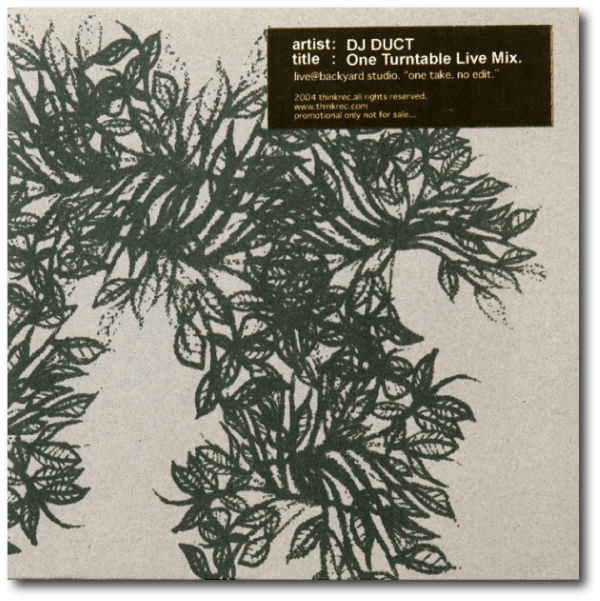 artist: DJ DUCT
title : One Turntable Live Mix.
live@backyard studio. "one take. no edit."
2004 thinkrec.all rights reserved.
www.thinkrec.com
promotional only not for sale...